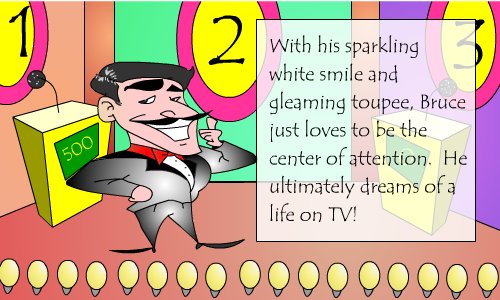 1
2
3
500
With his sparkling
white smile and
gleaming toupee, Bruce
just loves to be the
center of attention.  He
ultimately dreams of a
life on TV!